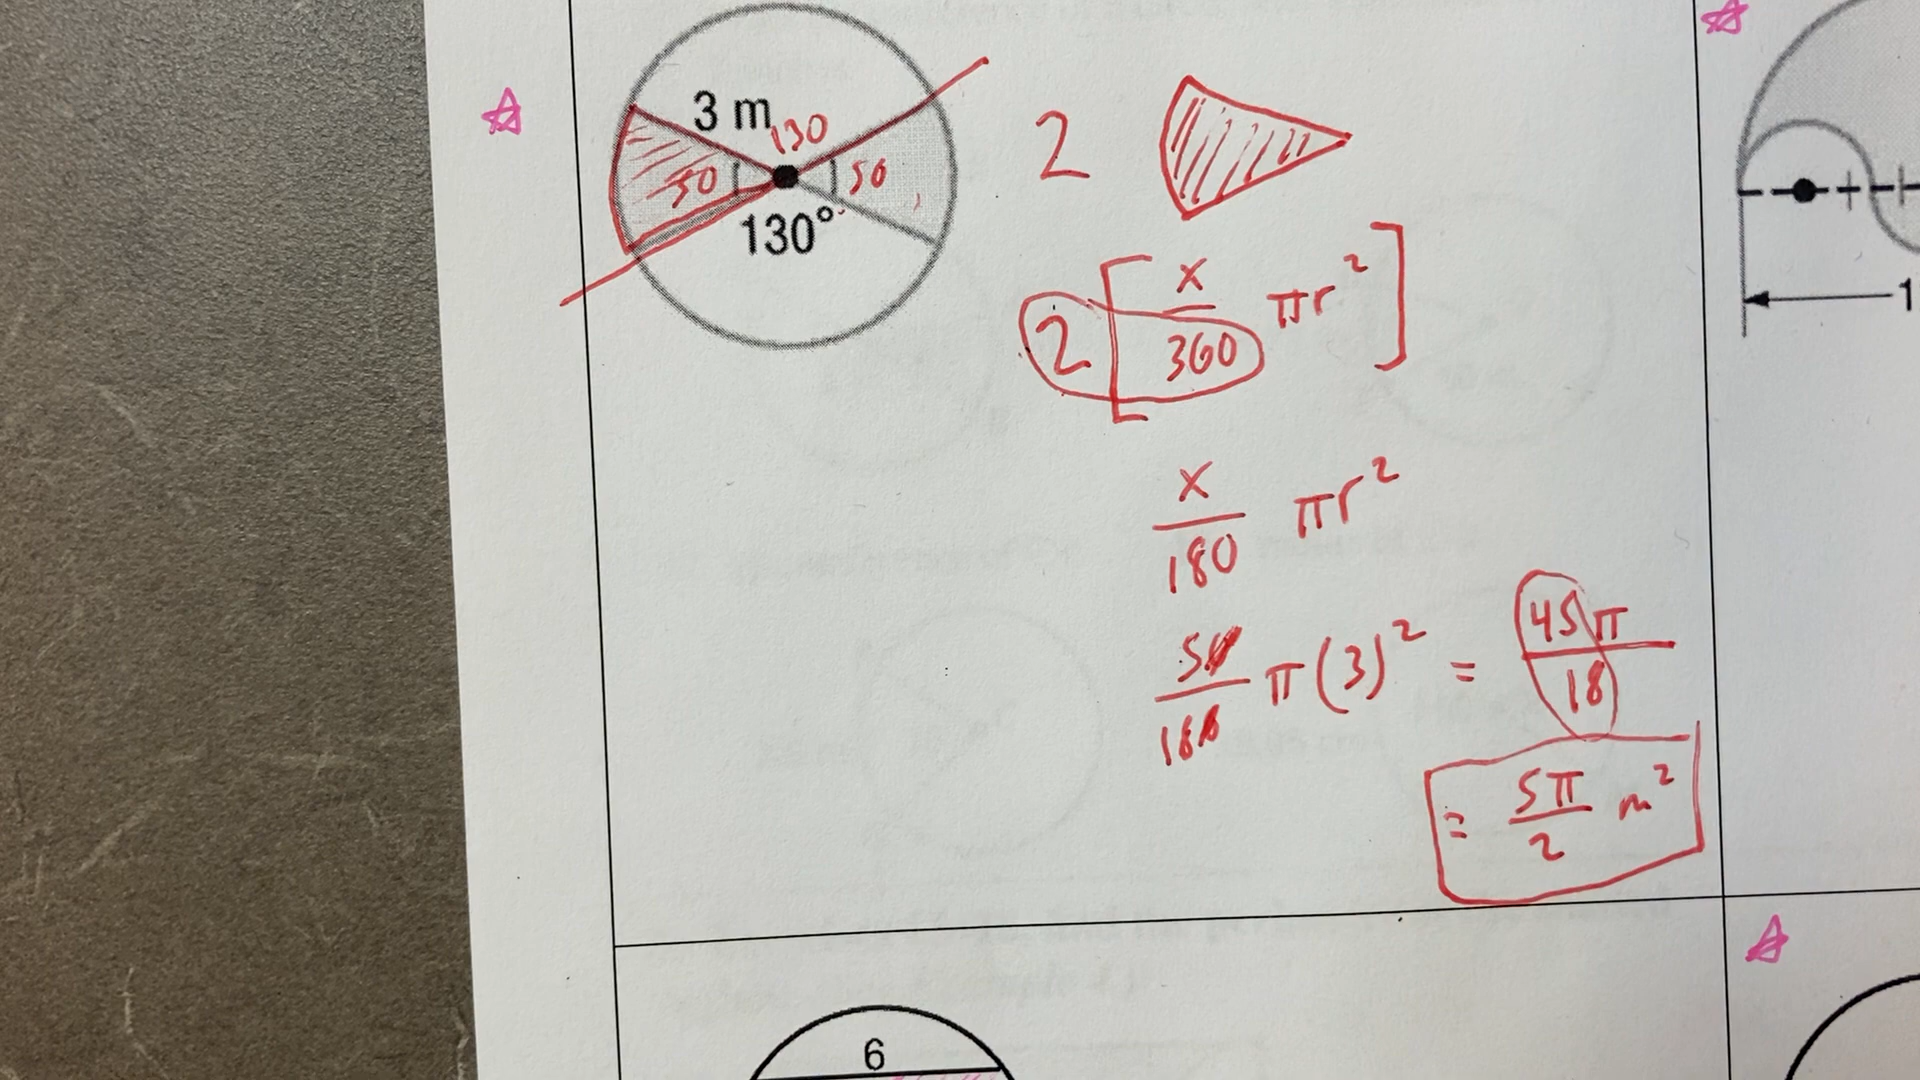 3 m
130
50
50
130°
2
2 [ x/360 πr² ]
x/180 πr²
50/180 π(3)² = 45π/18
= 5π/2 m²
1
6